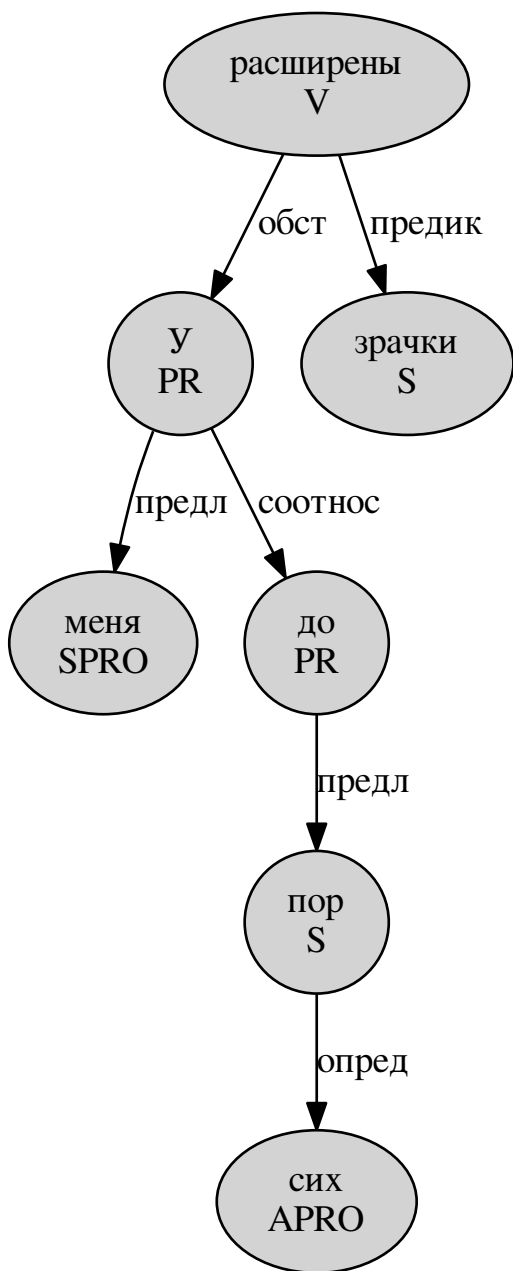 расширены
V
обст
предик
У
PR
зрачки
S
предл
соотнос
меня
SPRO
до
PR
предл
пор
S
опред
сих
APRO